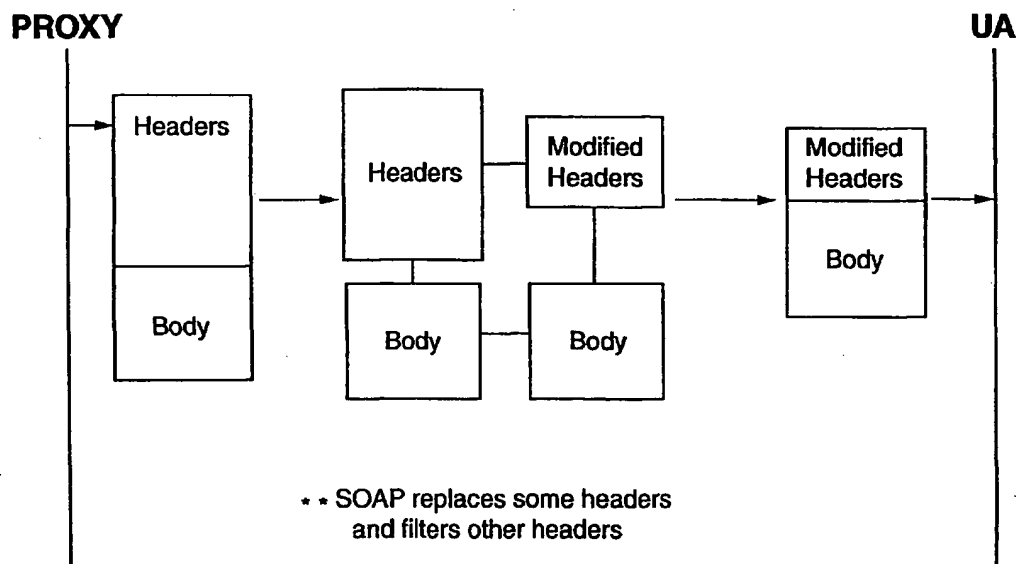 PROXY
UA
Headers
Body
Headers
Modified
Headers
Body
Body
Modified
Headers
Body
* * SOAP replaces some headers
and filters other headers